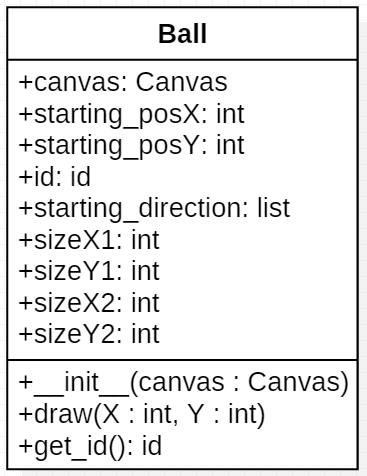 Ball
+canvas: Canvas
+starting_posX: int
+starting_posY: int
+id: id
+starting_direction: list
+sizeX1: int
+sizeY1: int
+sizeX2: int
+sizeY2: int
+__init__(canvas : Canvas)
+draw(X : int, Y : int)
+get_id(): id